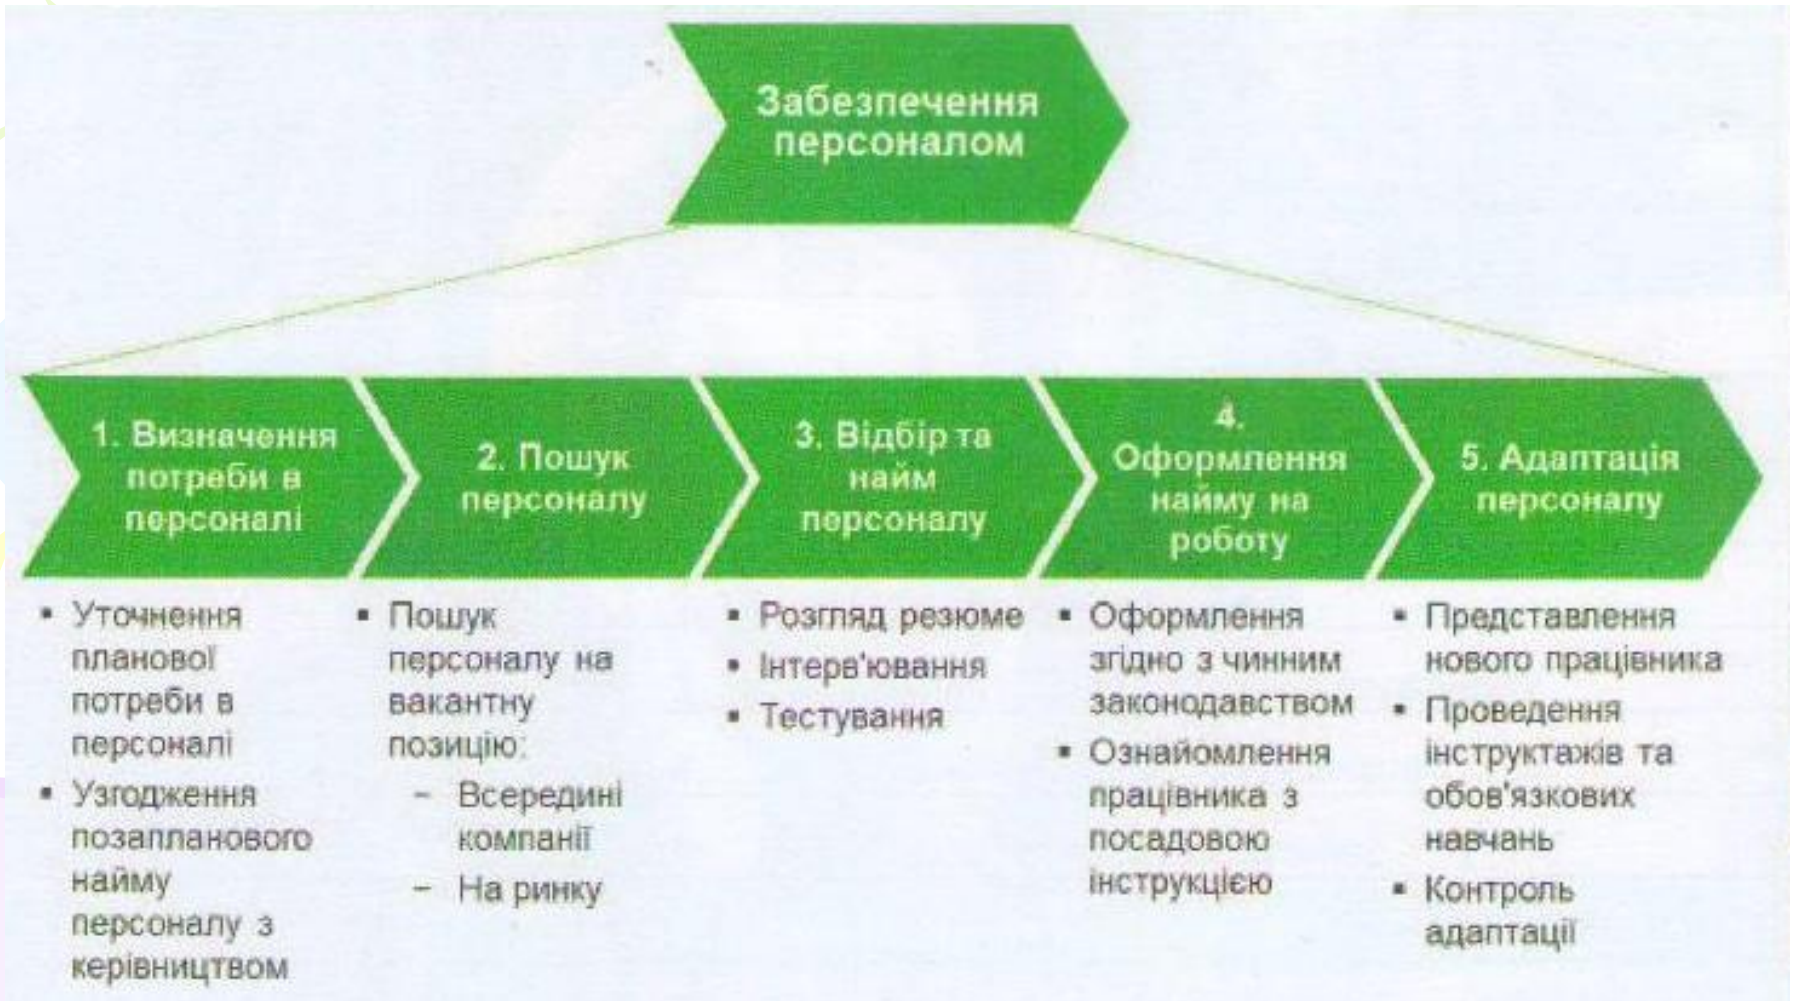 Забезпечення
персоналом
1. Визначення
потреби в
персоналі
2. Пошук
персоналу
3. Відбір та
найм
персоналу
4.
Оформлення
найму на
роботу
5. Адаптація
персоналу
▪ Уточнення
планової
потреби в
персоналі
▪ Узгодження
позапланового
найму
персоналу з
керівництвом
▪ Пошук
персоналу на
вакантну
позицію:
– Всередині
компанії
– На ринку
▪ Розгляд резюме
▪ Інтерв'ювання
▪ Тестування
▪ Оформлення
згідно з чинним
законодавством
▪ Ознайомлення
працівника з
посадовою
інструкцією
▪ Представлення
нового працівника
▪ Проведення
інструктажів та
обов'язкових
навчань
▪ Контроль
адаптації